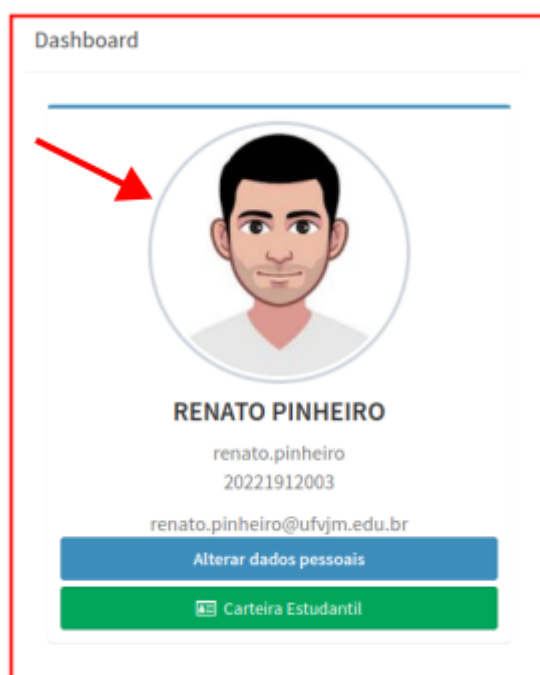 Dashboard
RENATO PINHEIRO
renato.pinheiro
20221912003
renato.pinheiro@ufvjm.edu.br
Alterar dados pessoais
Carteira Estudantil